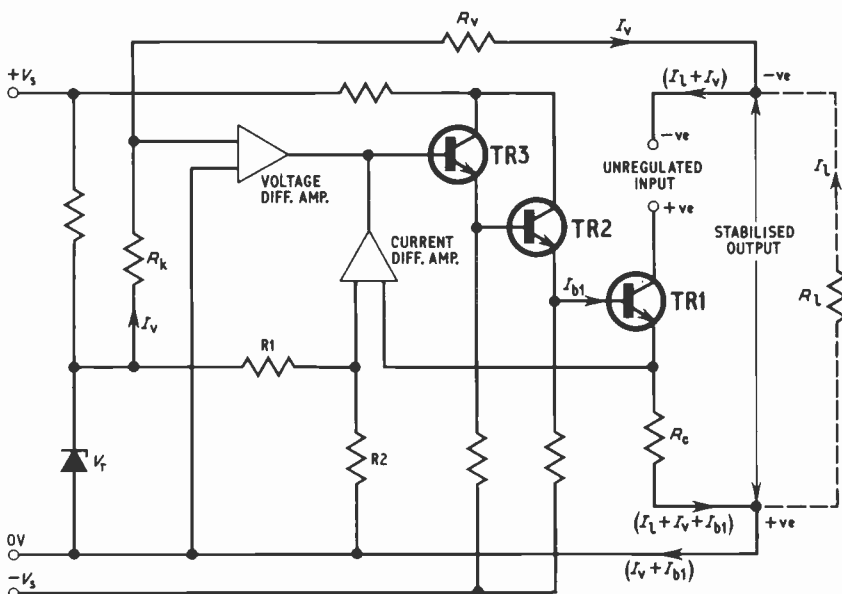 Rv
Iv
+Vs
(Il + Iv)
−ve
−ve
TR3
UNREGULATED
INPUT
VOLTAGE
DIFF. AMP.
+ve
Il
CURRENT
DIFF. AMP.
TR2
STABILISED
OUTPUT
Rk
Ib1
TR1
Rl
Iv
R1
Rc
R2
Vr
(Il + Iv + Ib1)
+ve
0V
(Iv + Ib1)
−Vs